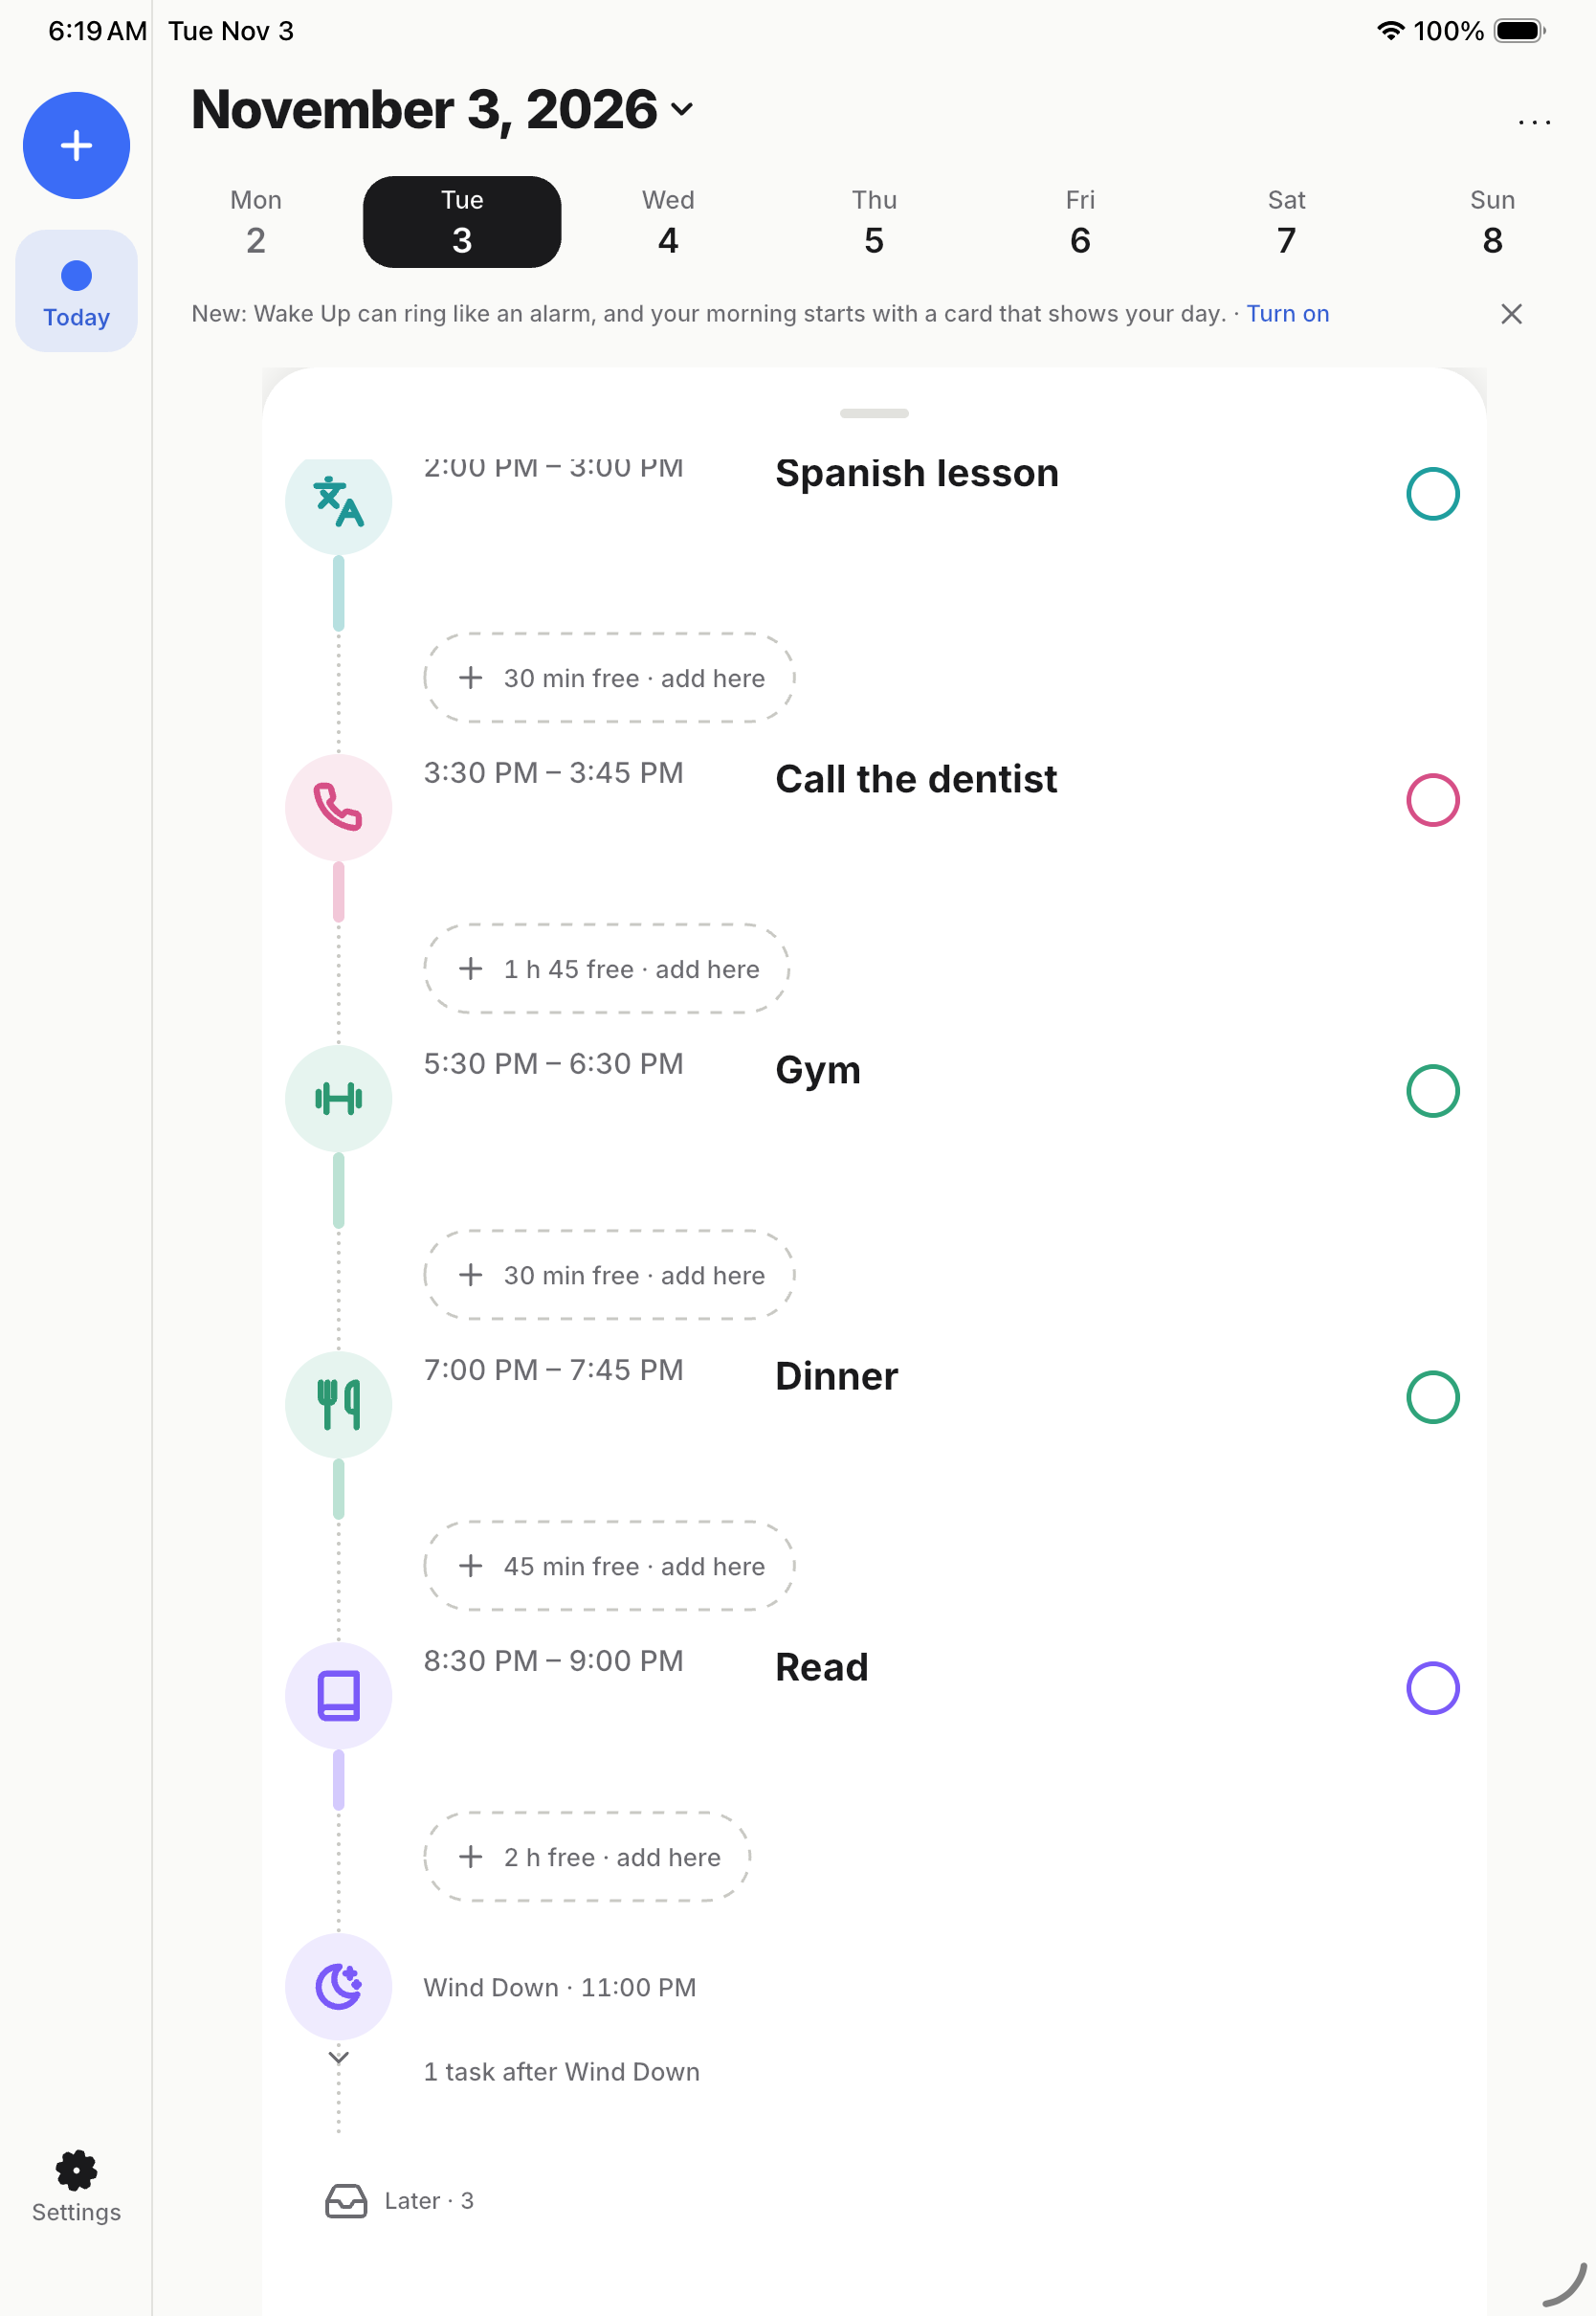 6:19 AM Tue Nov 3
100%
November 3, 2026
...
Mon Tue Wed Thu Fri Sat Sun
2 3 4 5 6 7 8
Today
New: Wake Up can ring like an alarm, and your morning starts with a card that shows your day. · Turn on
2:00 PM – 3:00 PM Spanish lesson
30 min free · add here
3:30 PM – 3:45 PM Call the dentist
1 h 45 free · add here
5:30 PM – 6:30 PM Gym
30 min free · add here
7:00 PM – 7:45 PM Dinner
45 min free · add here
8:30 PM – 9:00 PM Read
2 h free · add here
Wind Down · 11:00 PM
1 task after Wind Down
Later · 3
Settings